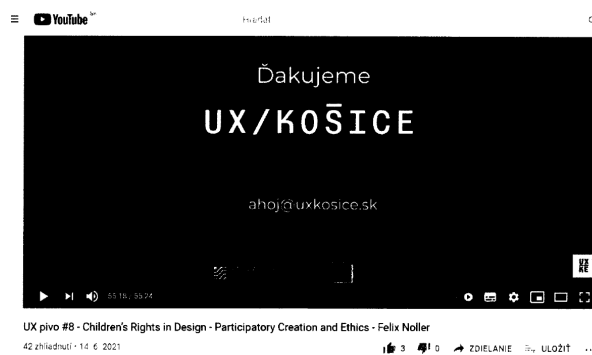 YouTube
Hľadať
Ďakujeme
UX/KOŠICE
ahoj@uxkosice.sk
UX
KE
55:18 / 55:24
UX pivo #8 - Children's Rights in Design - Participatory Creation and Ethics - Felix Noller
42 zhliadnutí • 14. 6. 2021
3 0 ZDIELANIE ULOŽIŤ